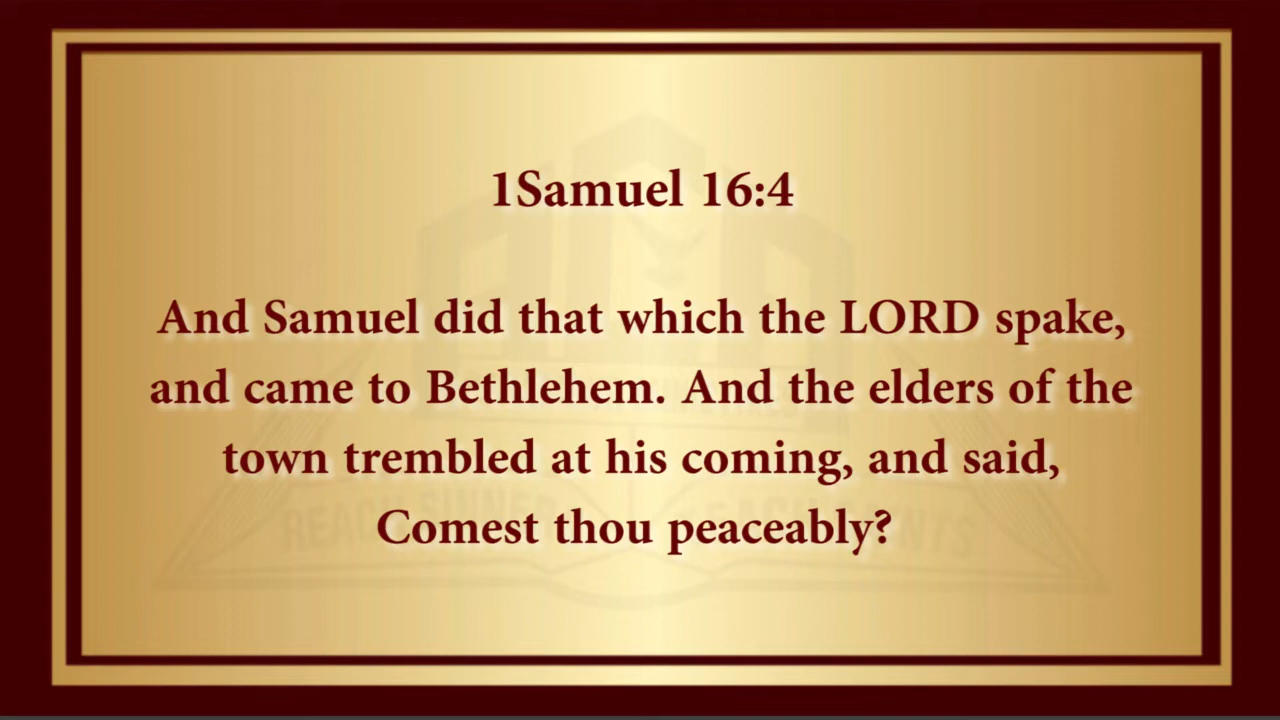 1Samuel 16:4
And Samuel did that which the LORD spake,
and came to Bethlehem. And the elders of the
town trembled at his coming, and said,
Comest thou peaceably?